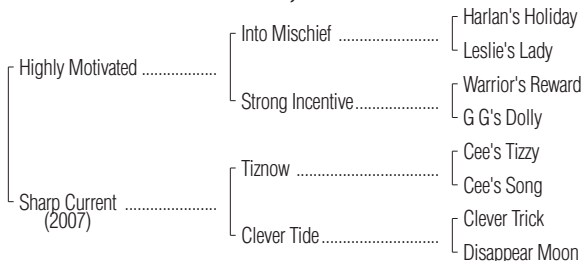 Harlan's Holiday
Into Mischief ........................
Leslie's Lady
Highly Motivated ..................
Warrior's Reward
Strong Incentive....................
G G's Dolly
Cee's Tizzy
Tiznow ..................................
Cee's Song
Sharp Current ......................
(2007)
Clever Trick
Clever Tide............................
Disappear Moon